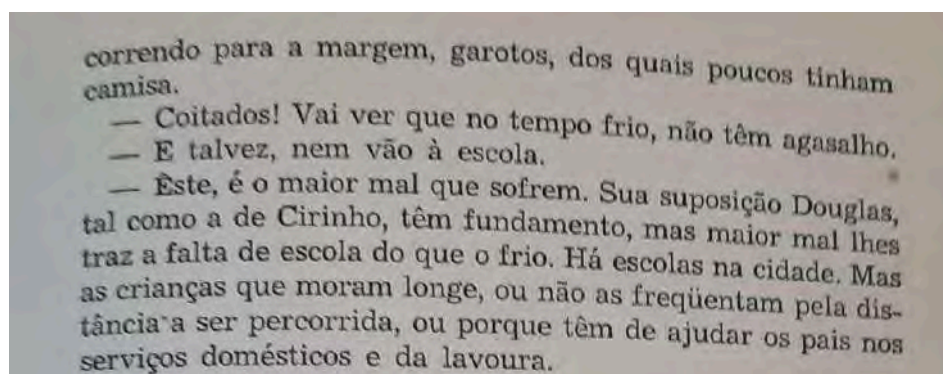 correndo para a margem, garotos, dos quais poucos tinham
camisa.
— Coitados! Vai ver que no tempo frio, não têm agasalho.
— E talvez, nem vão à escola.
— Êste, é o maior mal que sofrem. Sua suposição Douglas,
tal como a de Cirinho, têm fundamento, mas maior mal lhes
traz a falta de escola do que o frio. Há escolas na cidade. Mas
as crianças que moram longe, ou não as freqüentam pela dis-
tância a ser percorrida, ou porque têm de ajudar os pais nos
serviços domésticos e da lavoura.